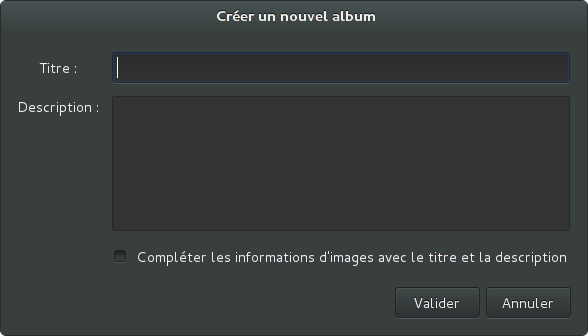 Créer un nouvel album
Titre :
Description :
Compléter les informations d'images avec le titre et la description
Valider
Annuler